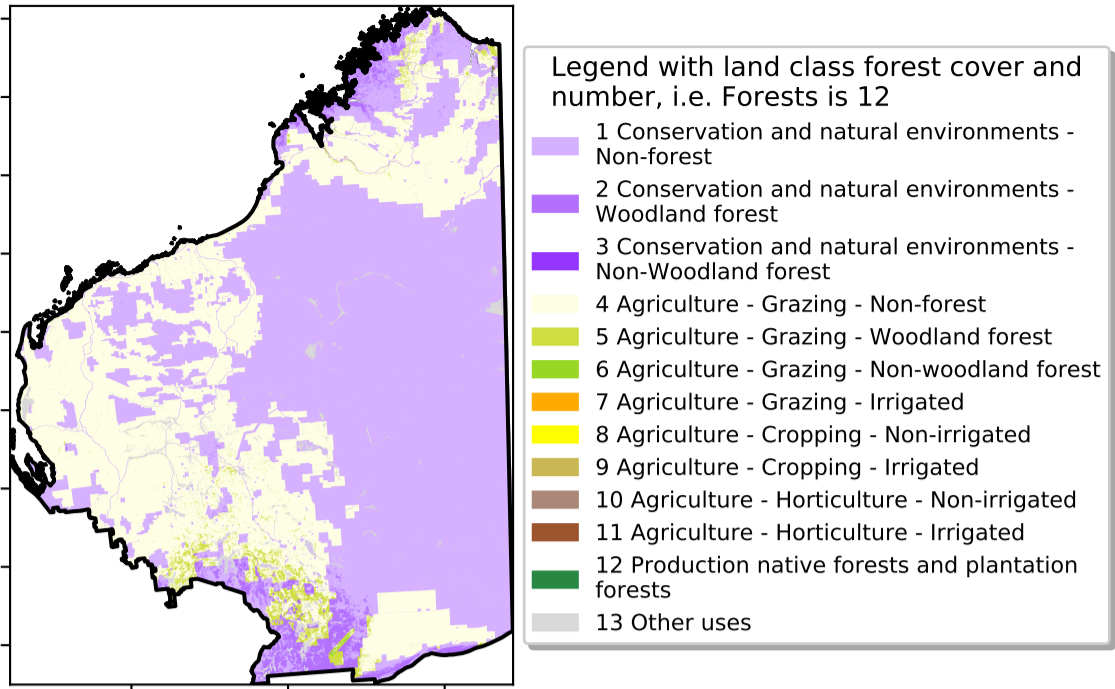 Legend with land class forest cover and
number, i.e. Forests is 12
1 Conservation and natural environments -
Non-forest
2 Conservation and natural environments -
Woodland forest
3 Conservation and natural environments -
Non-Woodland forest
4 Agriculture - Grazing - Non-forest
5 Agriculture - Grazing - Woodland forest
6 Agriculture - Grazing - Non-woodland forest
7 Agriculture - Grazing - Irrigated
8 Agriculture - Cropping - Non-irrigated
9 Agriculture - Cropping - Irrigated
10 Agriculture - Horticulture - Non-irrigated
11 Agriculture - Horticulture - Irrigated
12 Production native forests and plantation
forests
13 Other uses